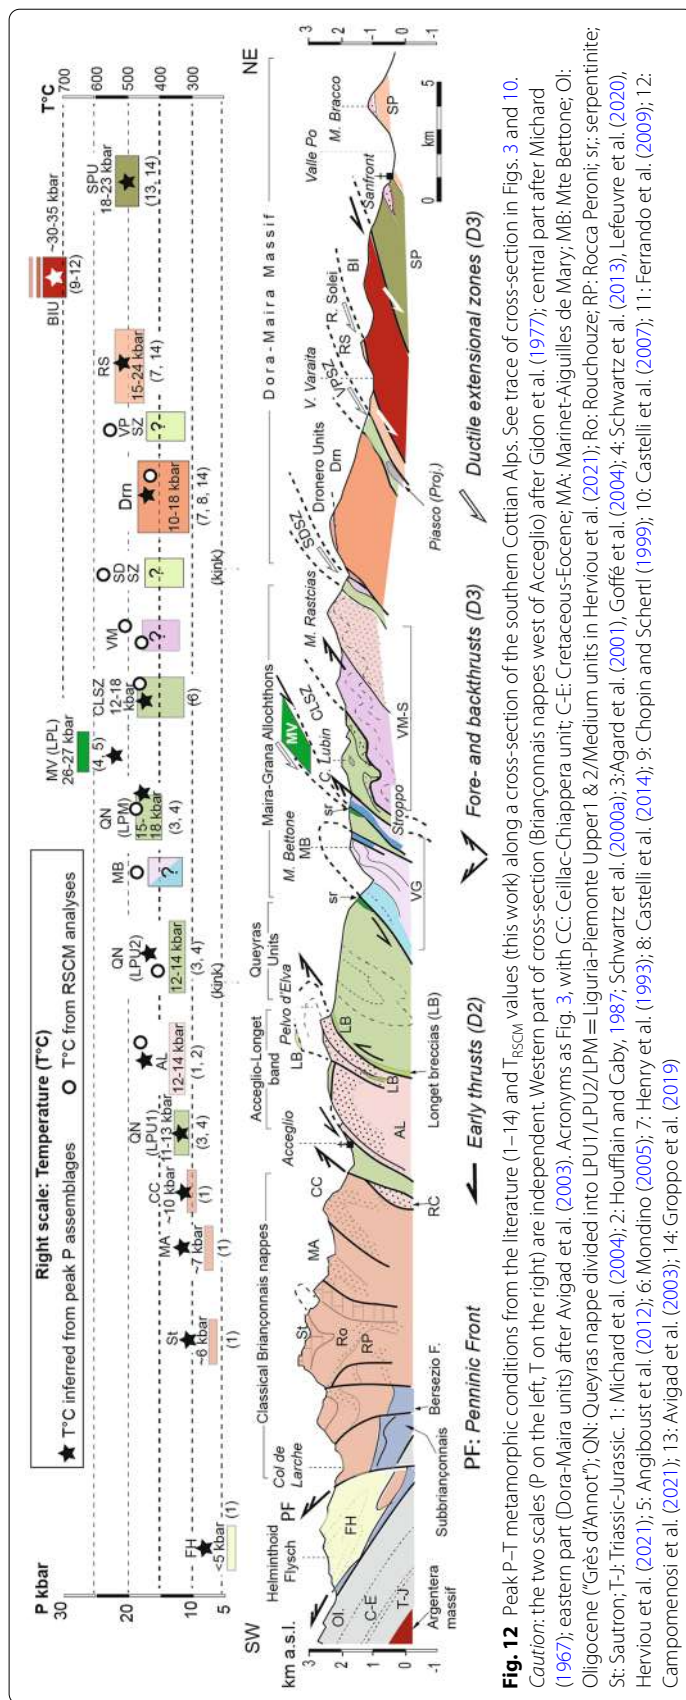 Right scale: Temperature (T°C)
★ T°C inferred from peak P assemblages
O T°C from RSCM analyses
P kbar
30
20
10
5
T°C
700
600
500
400
300
FH
<5 kbar
(1)
St
~6 kbar
(1)
MA
~7 kbar
(1)
CC
~10 kbar
(1)
QN
(LPU1)
11-13 kbar
(3, 4)
AL
12-14 kbar
(1, 2)
QN
(LPU2)
12-14 kbar
(3, 4)
(kink)
MB
?
QN
(LPM)
15-
18 kbar
(3, 4)
MV (LPL)
26-27 kbar
(4, 5)
CLSZ
12-18
kbar
(6)
VM
?
SD
SZ
?
(kink)
Drn
10-18 kbar
(7, 8, 14)
VP
SZ
?
RS
15-24 kbar
(7, 14)
BIU
~30-35 kbar
(9-12)
SPU
18-23 kbar
(13, 14)
SW
NE
km a.s.l.
3
2
1
0
-1
Helminthoid
Flysch
PF
Classical Briançonnais nappes
Col de
Larche
St
MA
CC
Acceglio-Longet
band
Acceglio
Pelvo d'Elva
LB
Queyras
Units
Maira-Grana Allochthons
M. Bettone
MB
sr
sr
MV
C. Lubin
CLSZ
M. Rastcias
Dora-Maira Massif
SDSZ
Dronero Units
Drn
V. Varaita
VPSZ
RS
R. Solei
BI
Valle Po
Sanfront
M. Bracco
SP
SP
3
2
1
0
-1
0
km
5
Ol.
C-E
T-J
FH
Ro
RP
RC
AL
LB
LB
VG
Stroppo
VM-S
Piasco (Proj.)
Argentera
massif
Subbriançonnais
Bersezio F.
Longet breccias (LB)
PF: Penninic Front
Early thrusts (D2)
Fore- and backthrusts (D3)
Ductile extensional zones (D3)
Fig. 12 Peak P–T metamorphic conditions from the literature (1–14) and TRSCM values (this work) along a cross-section of the southern Cottian Alps. See trace of cross-section in Figs. 3 and 10.
Caution: the two scales (P on the left, T on the right) are independent. Western part of cross-section (Briançonnais nappes west of Acceglio) after Gidon et al. (1977); central part after Michard
(1967); eastern part (Dora-Maira units) after Avigad et al. (2003). Acronyms as Fig. 3, with CC: Ceillac-Chiappera unit; C-E: Cretaceous-Eocene; MA: Marinet-Aiguilles de Mary; MB: Mte Bettone; Ol:
Oligocene ("Grès d'Annot"); QN: Queyras nappe divided into LPU1/LPU2/LPM = Liguria-Piemonte Upper1 & 2/Medium units in Herviou et al. (2021); Ro: Rouchouze; RP: Rocca Peroni; sr,: serpentinite;
St: Sautron; T-J: Triassic-Jurassic. 1: Michard et al. (2004); 2: Houfflain and Caby, 1987; Schwartz et al. (2000a); 3:Agard et al. (2001), Goffé et al. (2004); 4: Schwartz et al. (2013), Lefeuvre et al. (2020),
Herviou et al. (2021); 5: Angiboust et al. (2012); 6: Mondino (2005); 7: Henry et al. (1993); 8: Castelli et al. (2014); 9: Chopin and Schertl (1999); 10: Castelli et al. (2007); 11: Ferrando et al. (2009); 12:
Campomenosi et al. (2021); 13: Avigad et al. (2003); 14: Groppo et al. (2019)